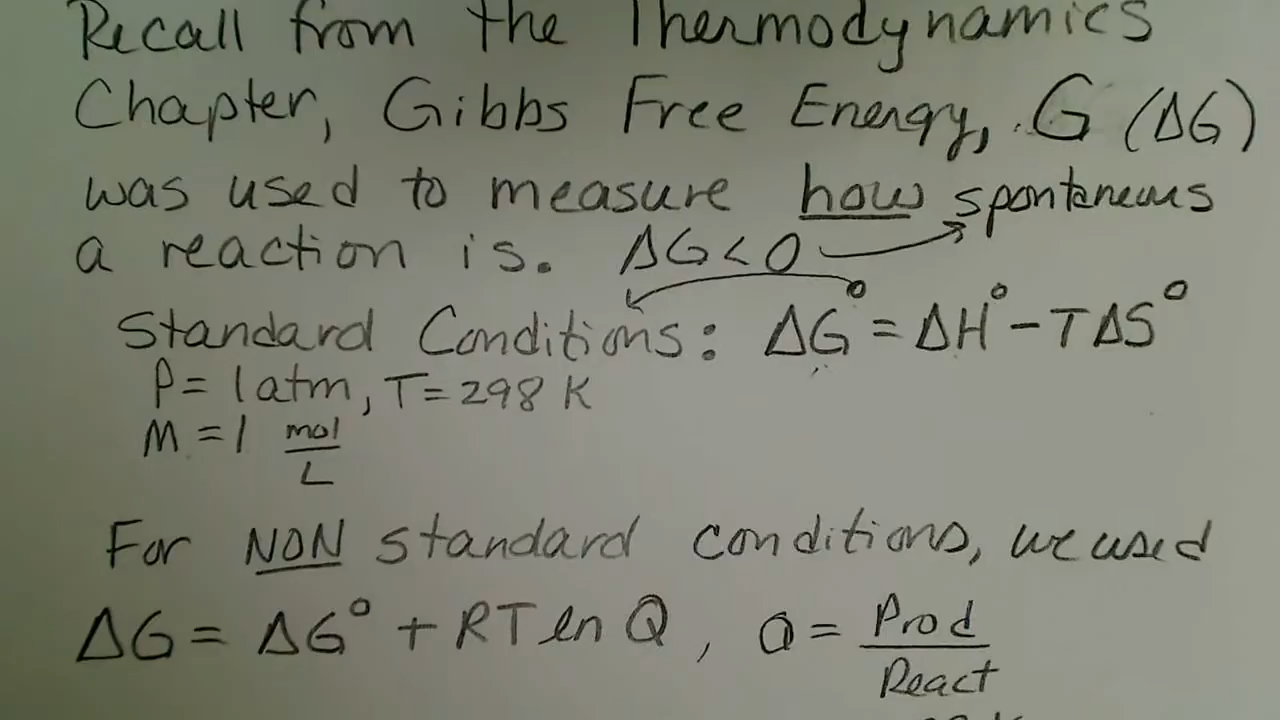 Recall from the Thermodynamics
Chapter, Gibbs Free Energy, G (ΔG)
was used to measure how spontaneous
a reaction is. ΔG < 0
Standard Conditions: ΔG° = ΔH° - TΔS°
P = 1 atm, T = 298 K
M = 1 mol/L
For NON standard conditions, we used
ΔG = ΔG° + RT ln Q, Q = Prod/React